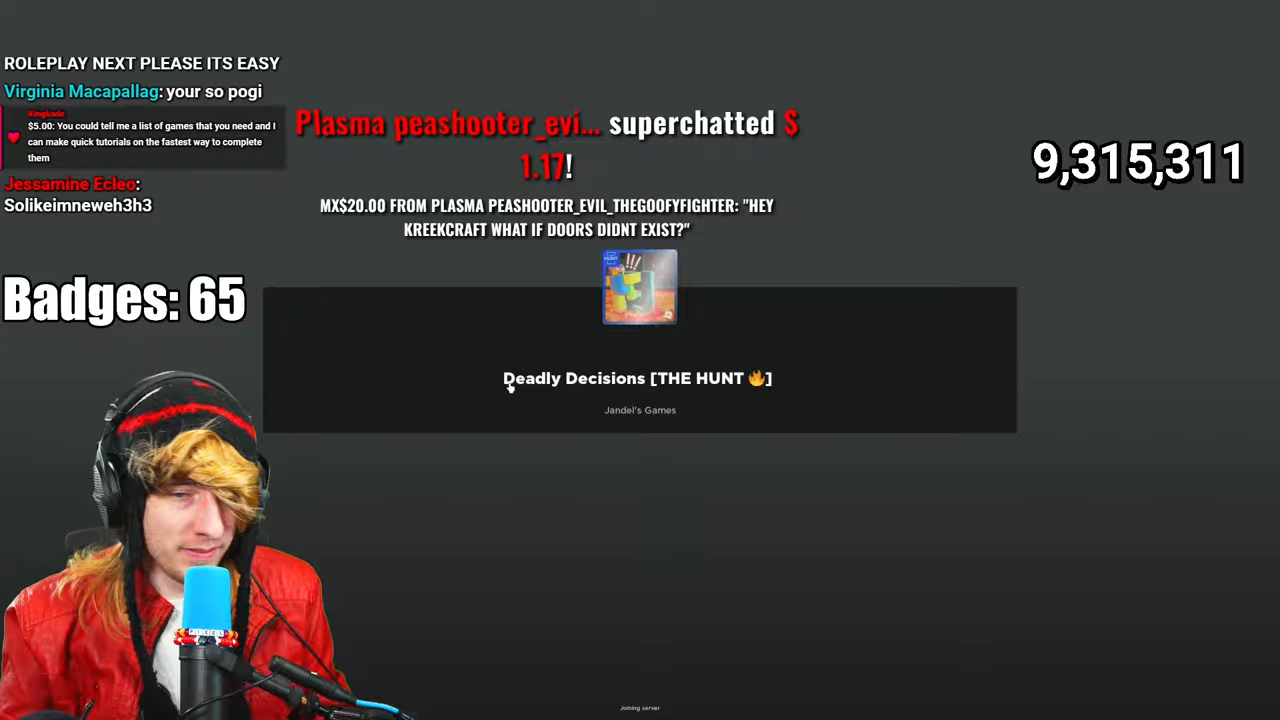 ROLEPLAY NEXT PLEASE ITS EASY
Virginia Macapallag: your so pogi
Kingkade
$5.00: You could tell me a list of games that you need and I
can make quick tutorials on the fastest way to complete
them
Jessamine Ecleo:
Solikeimneweh3h3
Plasma peashooter_evi... superchatted $
1.17!
MX$20.00 FROM PLASMA PEASHOOTER_EVIL_THEGOOFYFIGHTER: "HEY
KREEKCRAFT WHAT IF DOORS DIDNT EXIST?"
9,315,311
Badges: 65
HUNT
!!
Deadly Decisions [THE HUNT 🔥]
Jandel's Games
Joining server